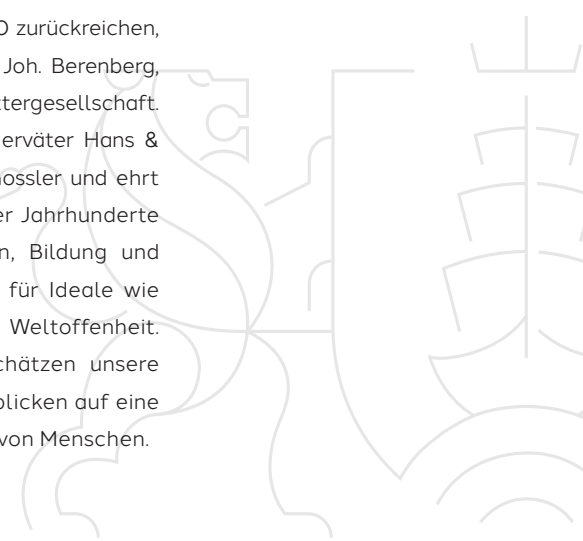 0 zurückreichen,
Joh. Berenberg,
tergesellschaft.
erväter Hans &
ossler und ehrt
er Jahrhunderte
n, Bildung und
für Ideale wie
Weltoffenheit.
chätzen unsere
blicken auf eine
von Menschen.